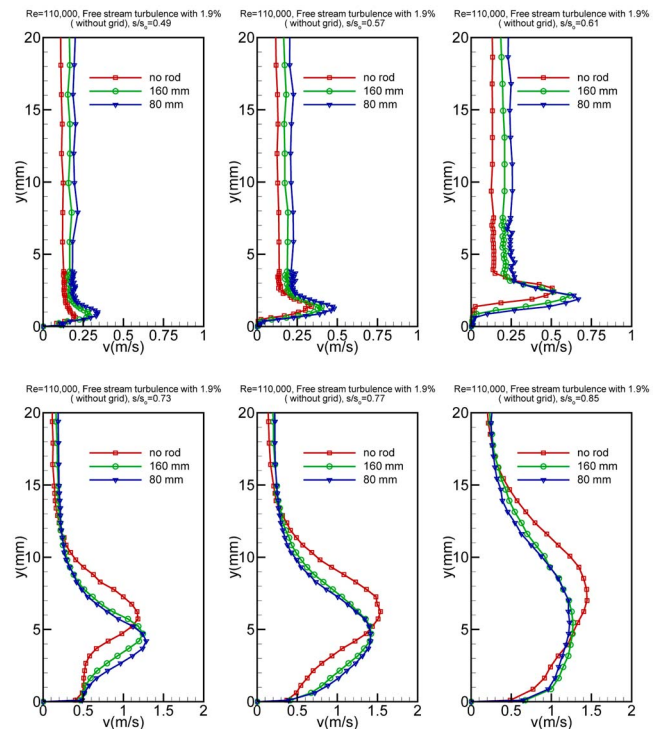 Re=110,000, Free stream turbulence with 1.9%
( without grid), s/s₀=0.49
20
15
10
5
0
y(mm)
no rod
160 mm
80 mm
0
0.25
0.5
0.75
1
v(m/s)
Re=110,000, Free stream turbulence with 1.9%
( without grid), s/s₀=0.57
20
15
10
5
0
y(mm)
no rod
160 mm
80 mm
0
0.25
0.5
0.75
1
v(m/s)
Re=110,000, Free stream turbulence with 1.9%
( without grid), s/s₀=0.61
20
15
10
5
0
y(mm)
no rod
160 mm
80 mm
0
0.25
0.5
0.75
1
v(m/s)
Re=110,000, Free stream turbulence with 1.9%
( without grid), s/s₀=0.73
20
15
10
5
0
y(mm)
no rod
160 mm
80 mm
0
0.5
1
1.5
2
v(m/s)
Re=110,000, Free stream turbulence with 1.9%
( without grid), s/s₀=0.77
20
15
10
5
0
y(mm)
no rod
160 mm
80 mm
0
0.5
1
1.5
2
v(m/s)
Re=110,000, Free stream turbulence with 1.9%
( without grid), s/s₀=0.85
20
15
10
5
0
y(mm)
no rod
160 mm
80 mm
0
0.5
1
1.5
2
v(m/s)